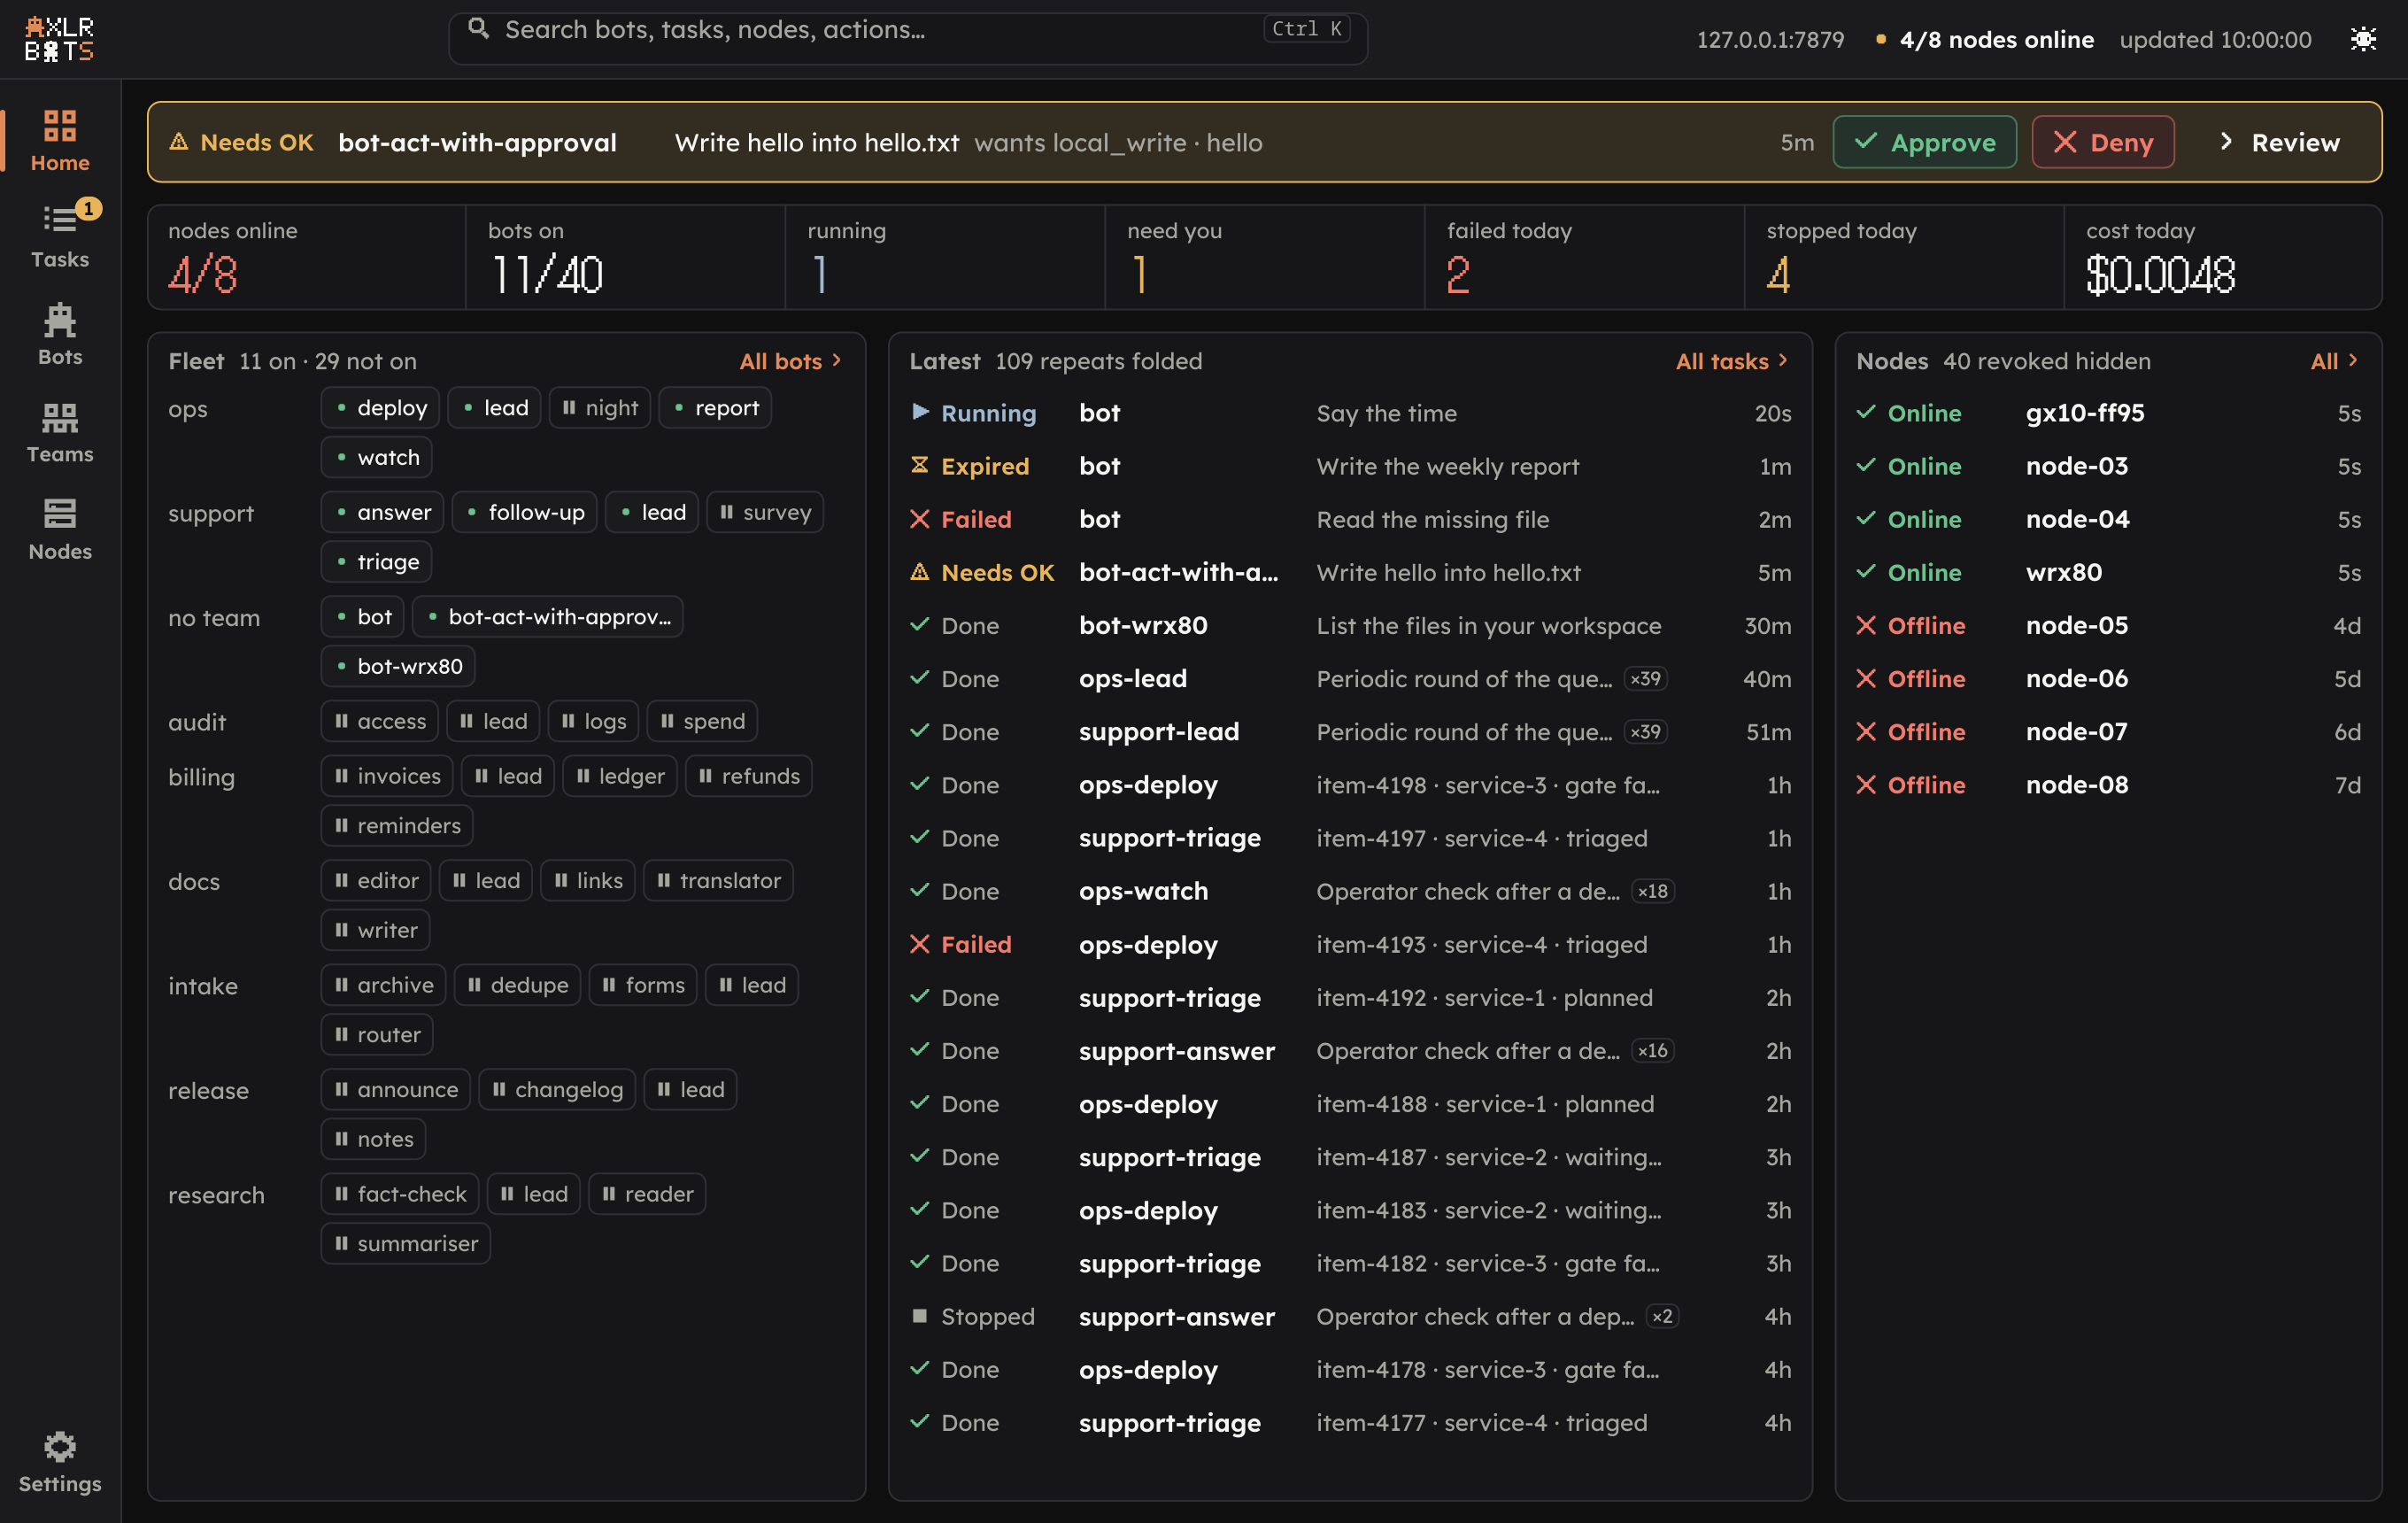 AXLR
BOTS
Search bots, tasks, nodes, actions... Ctrl K
127.0.0.1:7879 4/8 nodes online updated 10:00:00
Home
Tasks 1
Bots
Teams
Nodes
Settings
Needs OK bot-act-with-approval Write hello into hello.txt wants local_write · hello 5m Approve Deny Review
nodes online 4/8
bots on 11/40
running 1
need you 1
failed today 2
stopped today 4
cost today $0.0048
Fleet 11 on · 29 not on All bots
ops deploy lead night report
watch
support answer follow-up lead survey
triage
no team bot bot-act-with-approv...
bot-wrx80
audit access lead logs spend
billing invoices lead ledger refunds
reminders
docs editor lead links translator
writer
intake archive dedupe forms lead
router
release announce changelog lead
notes
research fact-check lead reader
summariser
Latest 109 repeats folded All tasks
Running bot Say the time 20s
Expired bot Write the weekly report 1m
Failed bot Read the missing file 2m
Needs OK bot-act-with-a... Write hello into hello.txt 5m
Done bot-wrx80 List the files in your workspace 30m
Done ops-lead Periodic round of the que... ×39 40m
Done support-lead Periodic round of the que... ×39 51m
Done ops-deploy item-4198 · service-3 · gate fa... 1h
Done support-triage item-4197 · service-4 · triaged 1h
Done ops-watch Operator check after a de... ×18 1h
Failed ops-deploy item-4193 · service-4 · triaged 1h
Done support-triage item-4192 · service-1 · planned 2h
Done support-answer Operator check after a de... ×16 2h
Done ops-deploy item-4188 · service-1 · planned 2h
Done support-triage item-4187 · service-2 · waiting... 3h
Done ops-deploy item-4183 · service-2 · waiting... 3h
Done support-triage item-4182 · service-3 · gate fa... 3h
Stopped support-answer Operator check after a dep... ×2 4h
Done ops-deploy item-4178 · service-3 · gate fa... 4h
Done support-triage item-4177 · service-4 · triaged 4h
Nodes 40 revoked hidden All
Online gx10-ff95 5s
Online node-03 5s
Online node-04 5s
Online wrx80 5s
Offline node-05 4d
Offline node-06 5d
Offline node-07 6d
Offline node-08 7d